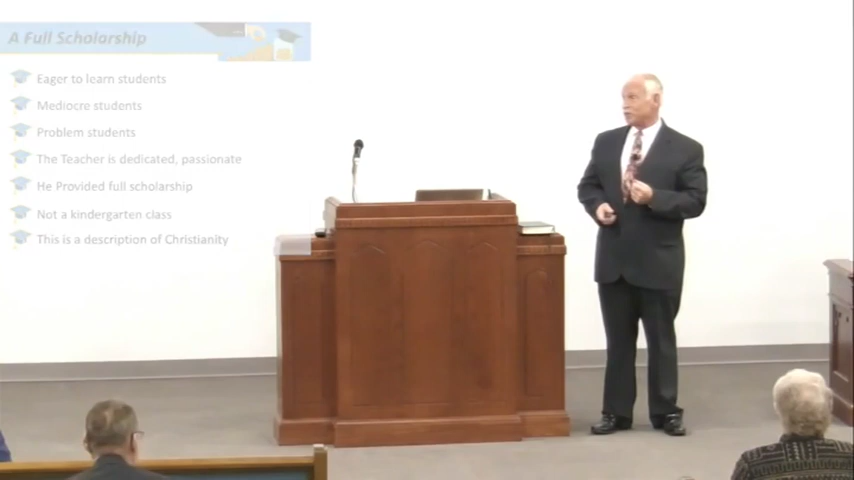 A Full Scholarship
Eager to learn students
Mediocre students
Problem students
The Teacher is dedicated, passionate
He Provided full scholarship
Not a kindergarten class
This is a description of Christianity